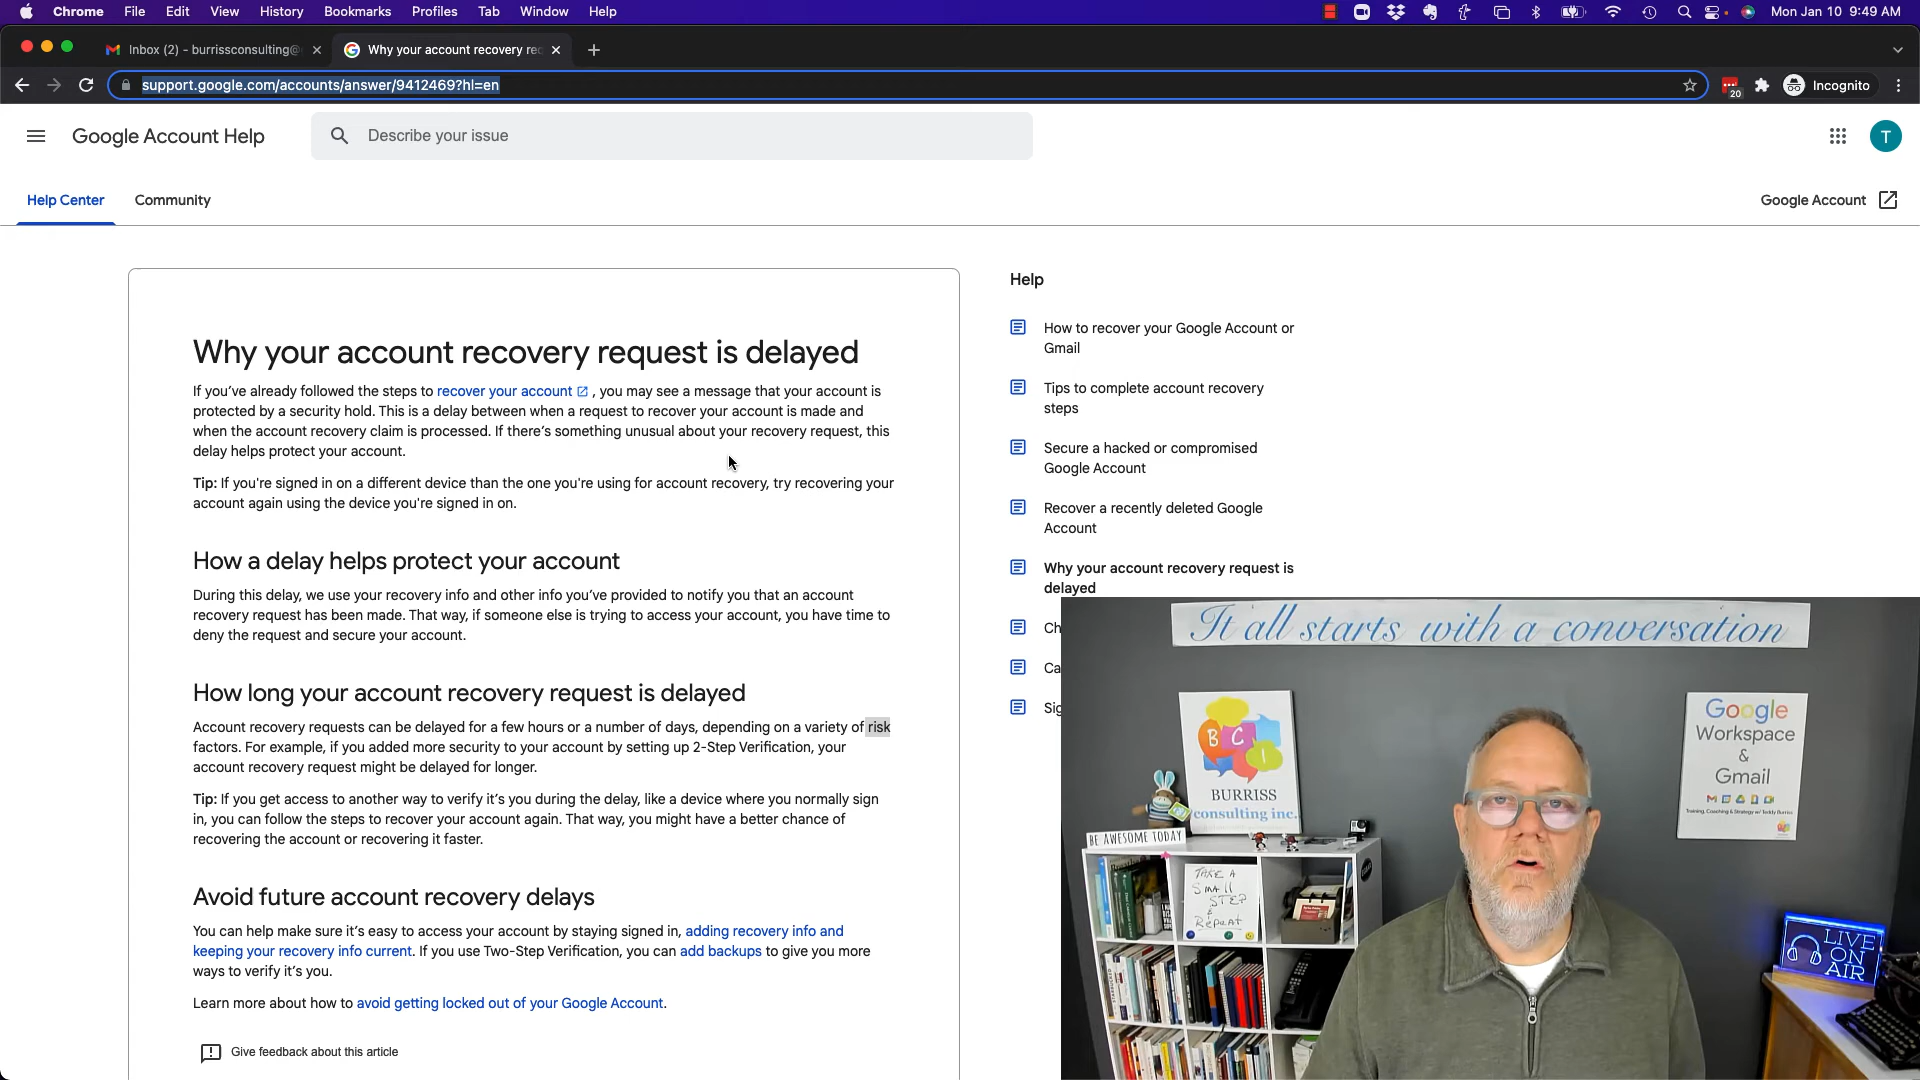 Chrome File Edit View History Bookmarks Profiles Tab Window Help Mon Jan 10 9:49 AM
Inbox (2) - burrissconsulting@ Why your account recovery re
support.google.com/accounts/answer/9412469?hl=en 20 Incognito
Google Account Help Describe your issue T
Help Center Community Google Account
Why your account recovery request is delayed
If you've already followed the steps to recover your account , you may see a message that your account is
protected by a security hold. This is a delay between when a request to recover your account is made and
when the account recovery claim is processed. If there's something unusual about your recovery request, this
delay helps protect your account.
Tip: If you're signed in on a different device than the one you're using for account recovery, try recovering your
account again using the device you're signed in on.
How a delay helps protect your account
During this delay, we use your recovery info and other info you've provided to notify you that an account
recovery request has been made. That way, if someone else is trying to access your account, you have time to
deny the request and secure your account.
How long your account recovery request is delayed
Account recovery requests can be delayed for a few hours or a number of days, depending on a variety of risk
factors. For example, if you added more security to your account by setting up 2-Step Verification, your
account recovery request might be delayed for longer.
Tip: If you get access to another way to verify it's you during the delay, like a device where you normally sign
in, you can follow the steps to recover your account again. That way, you might have a better chance of
recovering the account or recovering it faster.
Avoid future account recovery delays
You can help make sure it's easy to access your account by staying signed in, adding recovery info and
keeping your recovery info current. If you use Two-Step Verification, you can add backups to give you more
ways to verify it's you.
Learn more about how to avoid getting locked out of your Google Account.
Give feedback about this article
Help
How to recover your Google Account or
Gmail
Tips to complete account recovery
steps
Secure a hacked or compromised
Google Account
Recover a recently deleted Google
Account
Why your account recovery request is
delayed
Ch
Ca
Sig
It all starts with a conversation
B C I
BURRISS
consulting inc.
BE AWESOME TODAY
TAKE A
SMALL
STEP
&
Repeat
Google
Workspace
&
Gmail
Training, Coaching & Strategy w/ Teddy Burriss
LIVE
ON
AIR